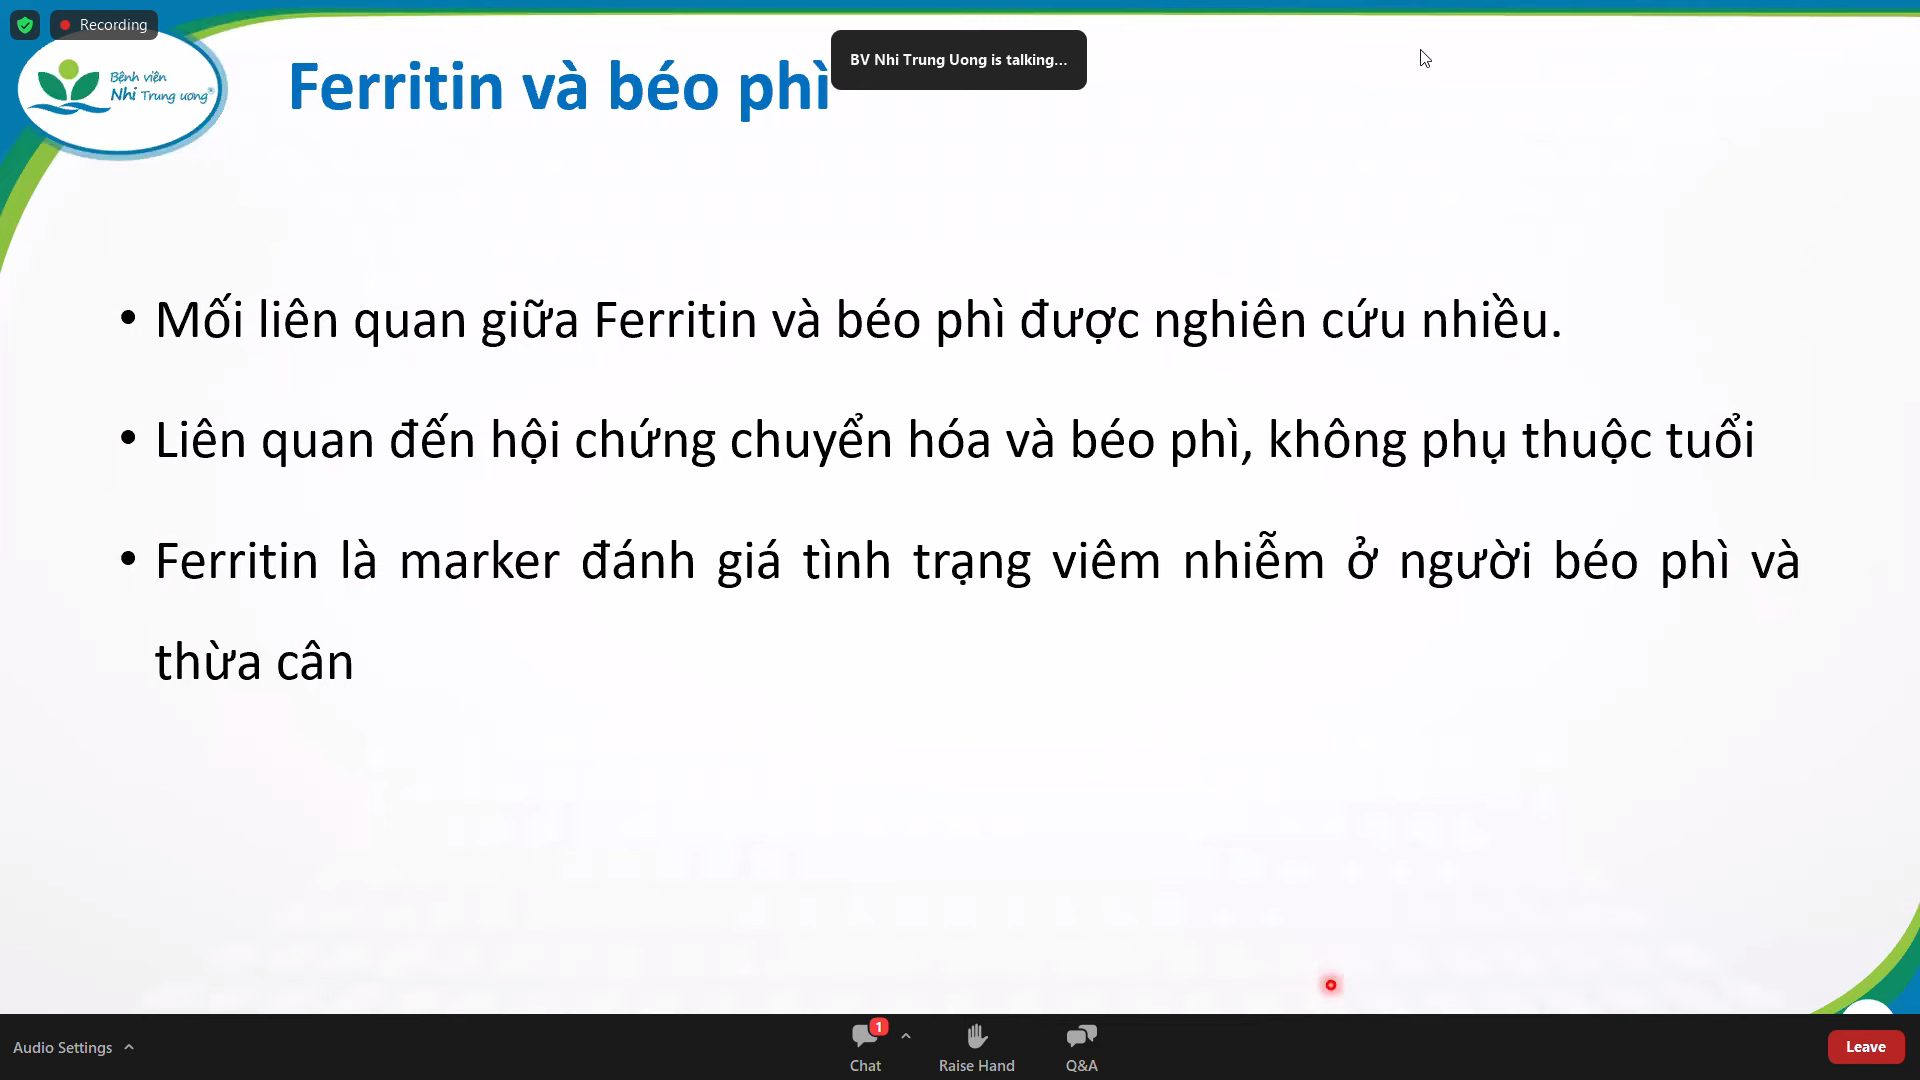 Recording
BV Nhi Trung Uong is talking...
Bệnh viện
Nhi Trung ương
Ferritin và béo phì
• Mối liên quan giữa Ferritin và béo phì được nghiên cứu nhiều.
• Liên quan đến hội chứng chuyển hóa và béo phì, không phụ thuộc tuổi
• Ferritin là marker đánh giá tình trạng viêm nhiễm ở người béo phì và
thừa cân
Audio Settings
1
Chat
Raise Hand
Q&A
Leave